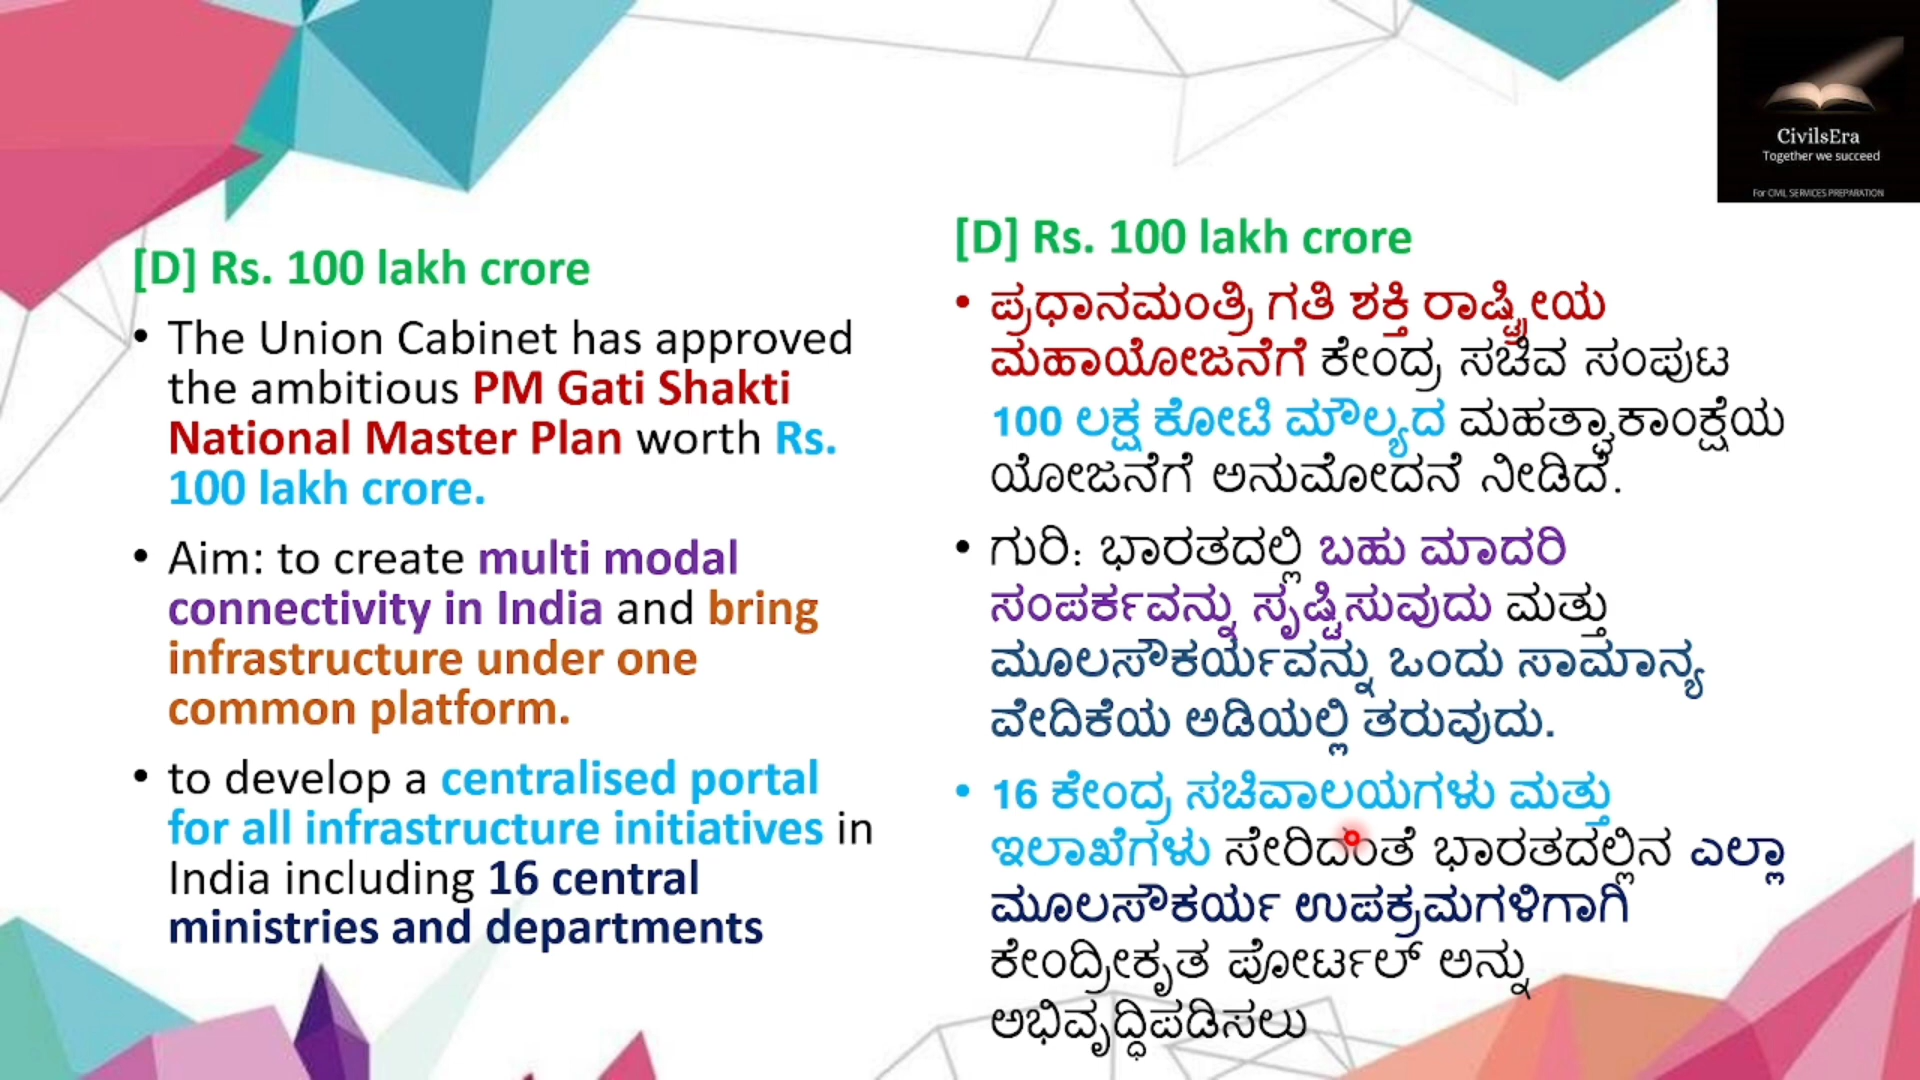 CivilsEra
Together we succeed
For CIVIL SERVICES PREPARATION
[D] Rs. 100 lakh crore
• The Union Cabinet has approved
the ambitious PM Gati Shakti
National Master Plan worth Rs.
100 lakh crore.
• Aim: to create multi modal
connectivity in India and bring
infrastructure under one
common platform.
• to develop a centralised portal
for all infrastructure initiatives in
India including 16 central
ministries and departments
[D] Rs. 100 lakh crore
• ಪ್ರಧಾನಮಂತ್ರಿ ಗತಿ ಶಕ್ತಿ ರಾಷ್ಟ್ರೀಯ
ಮಹಾಯೋಜನೆಗೆ ಕೇಂದ್ರ ಸಚಿವ ಸಂಪುಟ
100 ಲಕ್ಷ ಕೋಟಿ ಮೌಲ್ಯದ ಮಹತ್ವಾಕಾಂಕ್ಷೆಯ
ಯೋಜನೆಗೆ ಅನುಮೋದನೆ ನೀಡಿದೆ.
• ಗುರಿ: ಭಾರತದಲ್ಲಿ ಬಹು ಮಾದರಿ
ಸಂಪರ್ಕವನ್ನು ಸೃಷ್ಟಿಸುವುದು ಮತ್ತು
ಮೂಲಸೌಕರ್ಯವನ್ನು ಒಂದು ಸಾಮಾನ್ಯ
ವೇದಿಕೆಯ ಅಡಿಯಲ್ಲಿ ತರುವುದು.
• 16 ಕೇಂದ್ರ ಸಚಿವಾಲಯಗಳು ಮತ್ತು
ಇಲಾಖೆಗಳು ಸೇರಿದಂತೆ ಭಾರತದಲ್ಲಿನ ಎಲ್ಲಾ
ಮೂಲಸೌಕರ್ಯ ಉಪಕ್ರಮಗಳಿಗಾಗಿ
ಕೇಂದ್ರೀಕೃತ ಪೋರ್ಟಲ್ ಅನ್ನು
ಅಭಿವೃದ್ಧಿಪಡಿಸಲು